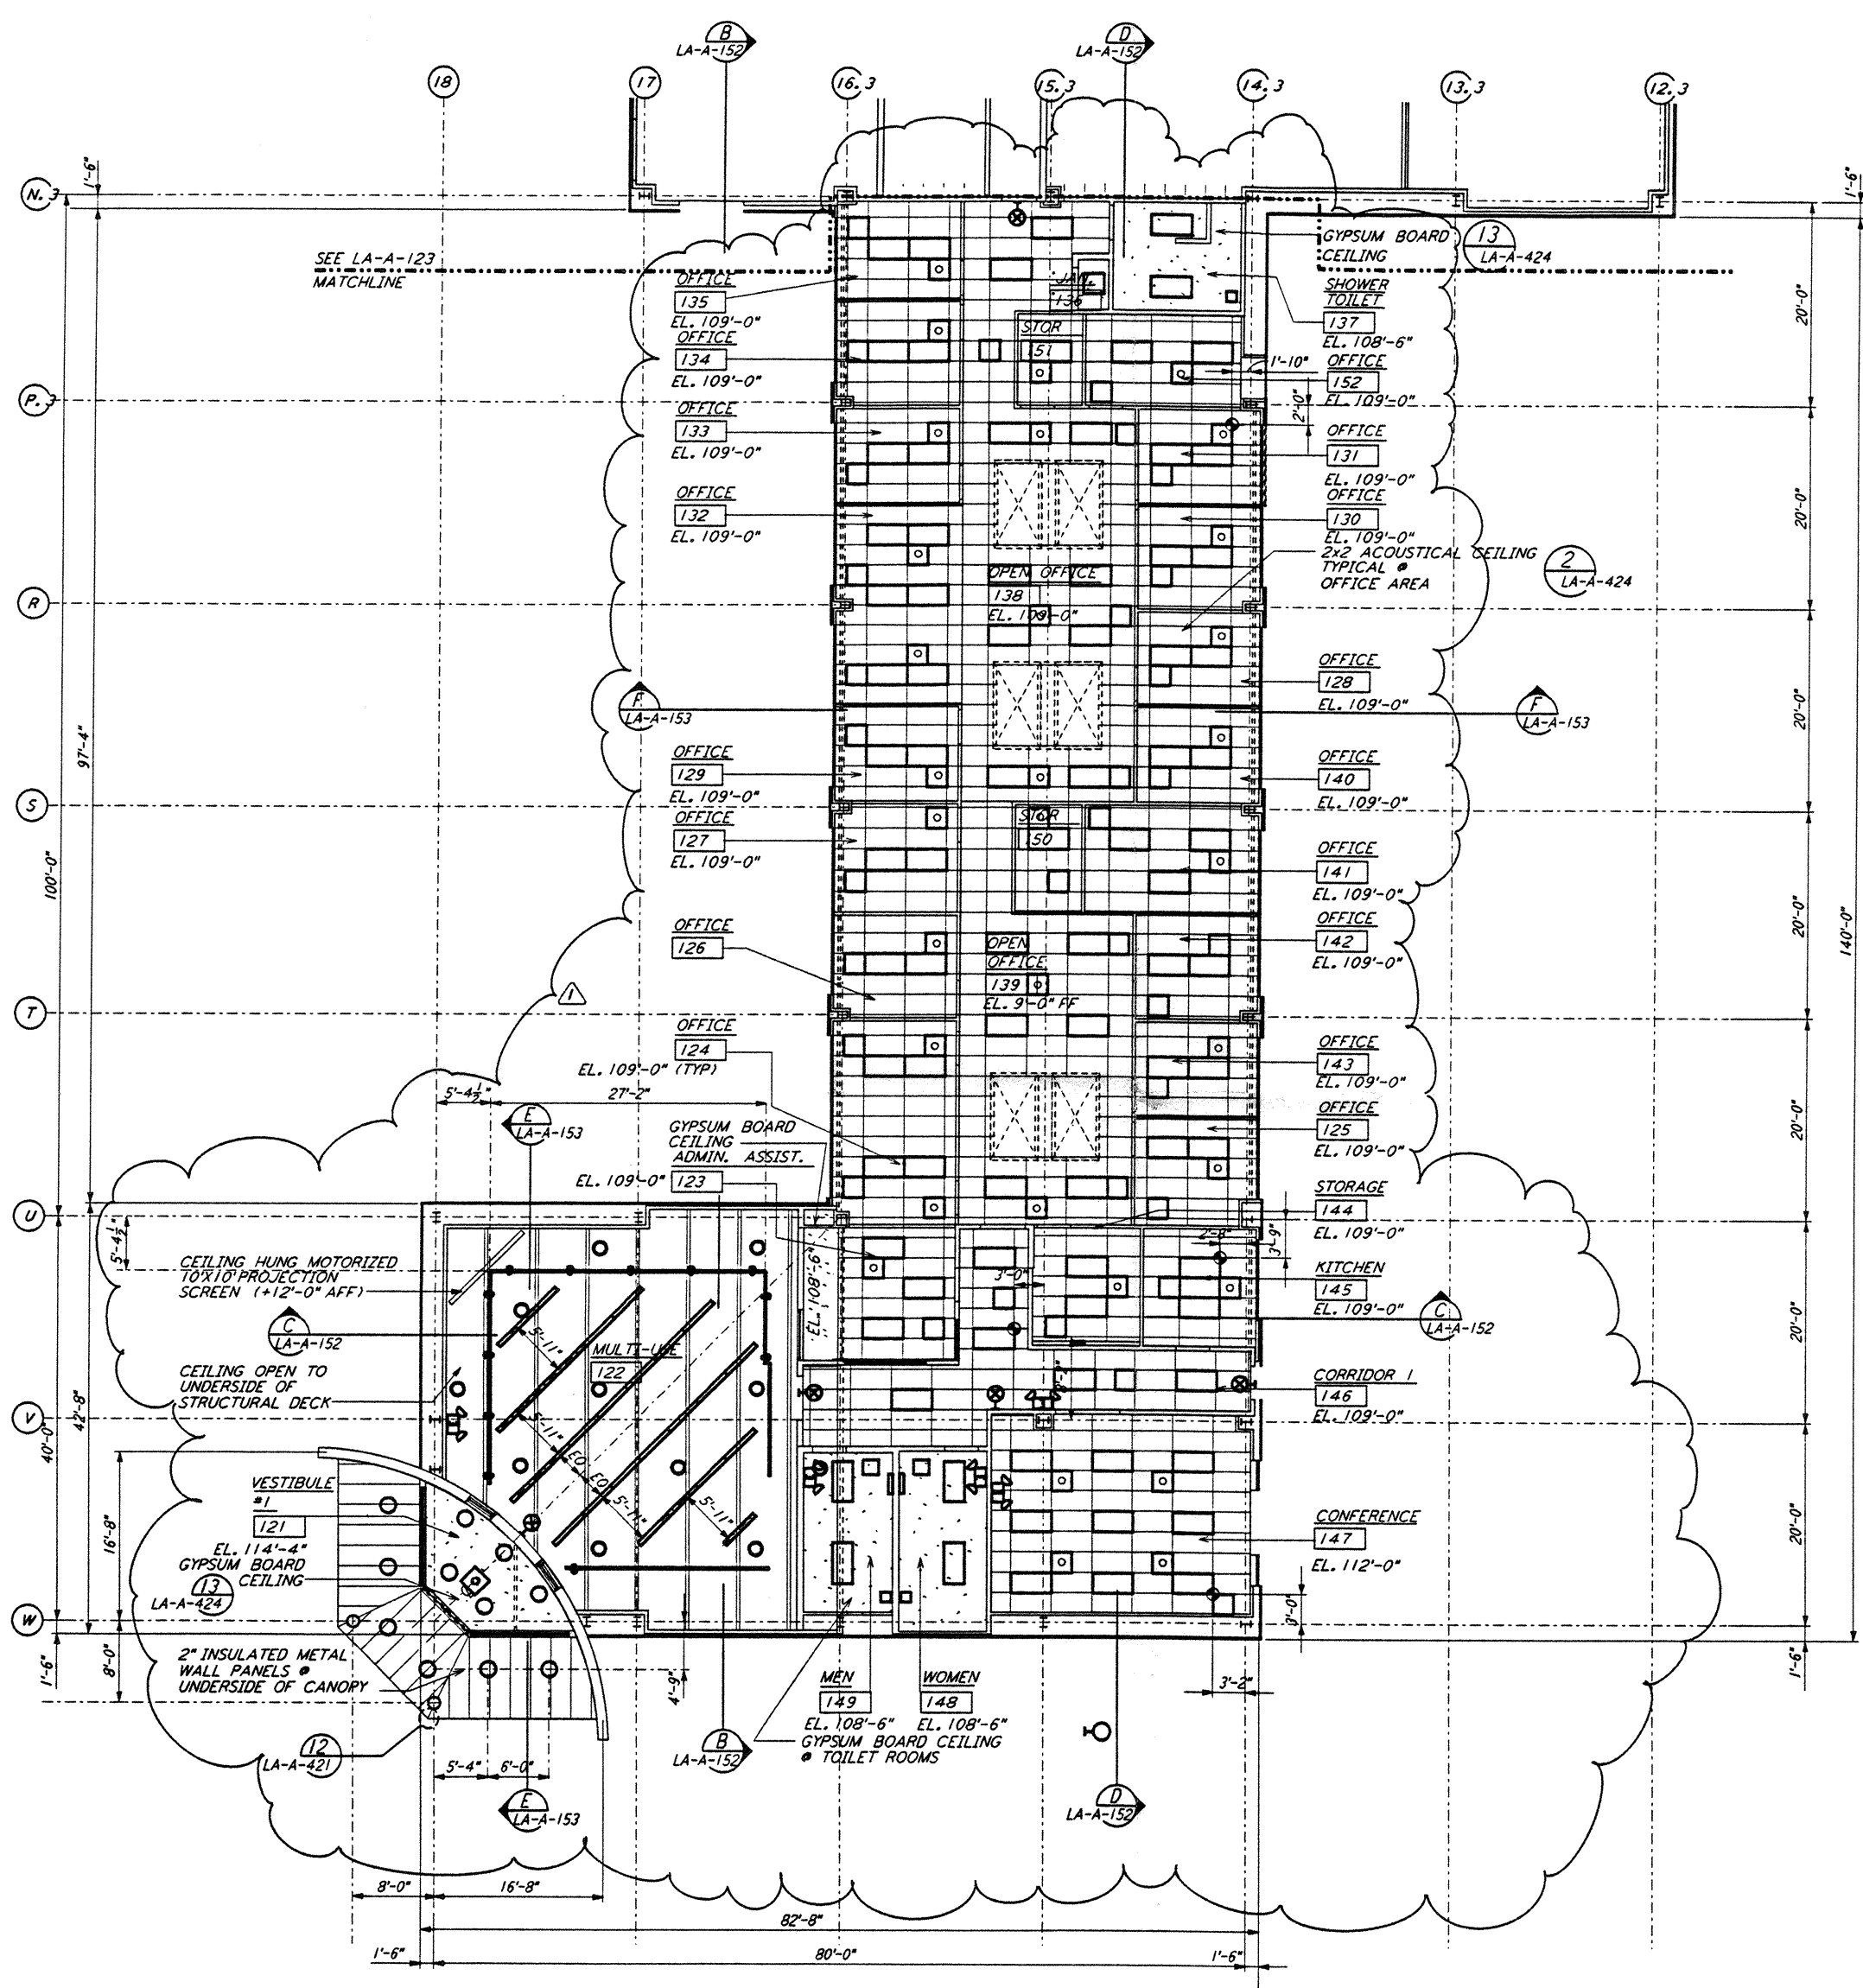 B
LA-A-152
D
LA-A-152
18
17
16.3
15.3
14.3
13.3
12.3
N.3
1'-6"
1'-6"
SEE LA-A-123
MATCHLINE
GYPSUM BOARD
CEILING
13
LA-A-424
OFFICE
135
EL. 109'-0"
JAN.
136
SHOWER
TOILET
137
EL. 108'-6"
20'-0"
OFFICE
134
EL. 109'-0"
STOR
151
1'-10"
OFFICE
152
EL. 109'-0"
P.3
2'-0"
OFFICE
133
EL. 109'-0"
OFFICE
131
EL. 109'-0"
OFFICE
132
EL. 109'-0"
OFFICE
130
EL. 109'-0"
20'-0"
2x2 ACOUSTICAL CEILING
TYPICAL @
OFFICE AREA
2
LA-A-424
OPEN OFFICE
138
EL. 109'-0"
R
OFFICE
128
EL. 109'-0"
F
LA-A-153
F
LA-A-153
20'-0"
97'-4"
OFFICE
129
EL. 109'-0"
OFFICE
140
EL. 109'-0"
S
OFFICE
127
EL. 109'-0"
STOR
150
OFFICE
141
EL. 109'-0"
100'-0"
20'-0"
OFFICE
126
OPEN
OFFICE
139
EL. 9'-0" FF
OFFICE
142
EL. 109'-0"
140'-0"
1
T
OFFICE
124
EL. 109'-0" (TYP)
OFFICE
143
EL. 109'-0"
5'-4½"
27'-2"
E
LA-A-153
GYPSUM BOARD
CEILING
ADMIN. ASSIST.
EL. 109'-0"
123
OFFICE
125
EL. 109'-0"
20'-0"
U
5'-4½"
STORAGE
144
EL. 109'-0"
2'-8"
3'-9"
CEILING HUNG MOTORIZED
10'X10' PROJECTION
SCREEN (+12'-0" AFF)
EL. 108'-6"
3'-0"
KITCHEN
145
EL. 109'-0"
C
LA-A-152
C
LA-A-152
20'-0"
5'-11"
MULTI-USE
122
CEILING OPEN TO
UNDERSIDE OF
STRUCTURAL DECK
CORRIDOR 1
146
EL. 109'-0"
V
40'-0"
42'-8"
5'-11"
EQ
EQ
5'-11"
5'-11"
VESTIBULE
#1
121
EL. 114'-4"
GYPSUM BOARD
CEILING
13
LA-A-424
16'-8"
CONFERENCE
147
EL. 112'-0"
20'-0"
W
3'-0"
1'-6"
8'-0"
1'-6"
2" INSULATED METAL
WALL PANELS @
UNDERSIDE OF CANOPY
4'-9"
MEN
149
EL. 108'-6"
WOMEN
148
EL. 108'-6"
GYPSUM BOARD CEILING
@ TOILET ROOMS
3'-2"
12
LA-A-421
5'-4"
6'-0"
B
LA-A-152
E
LA-A-153
D
LA-A-152
8'-0"
16'-8"
82'-8"
1'-6"
80'-0"
1'-6"